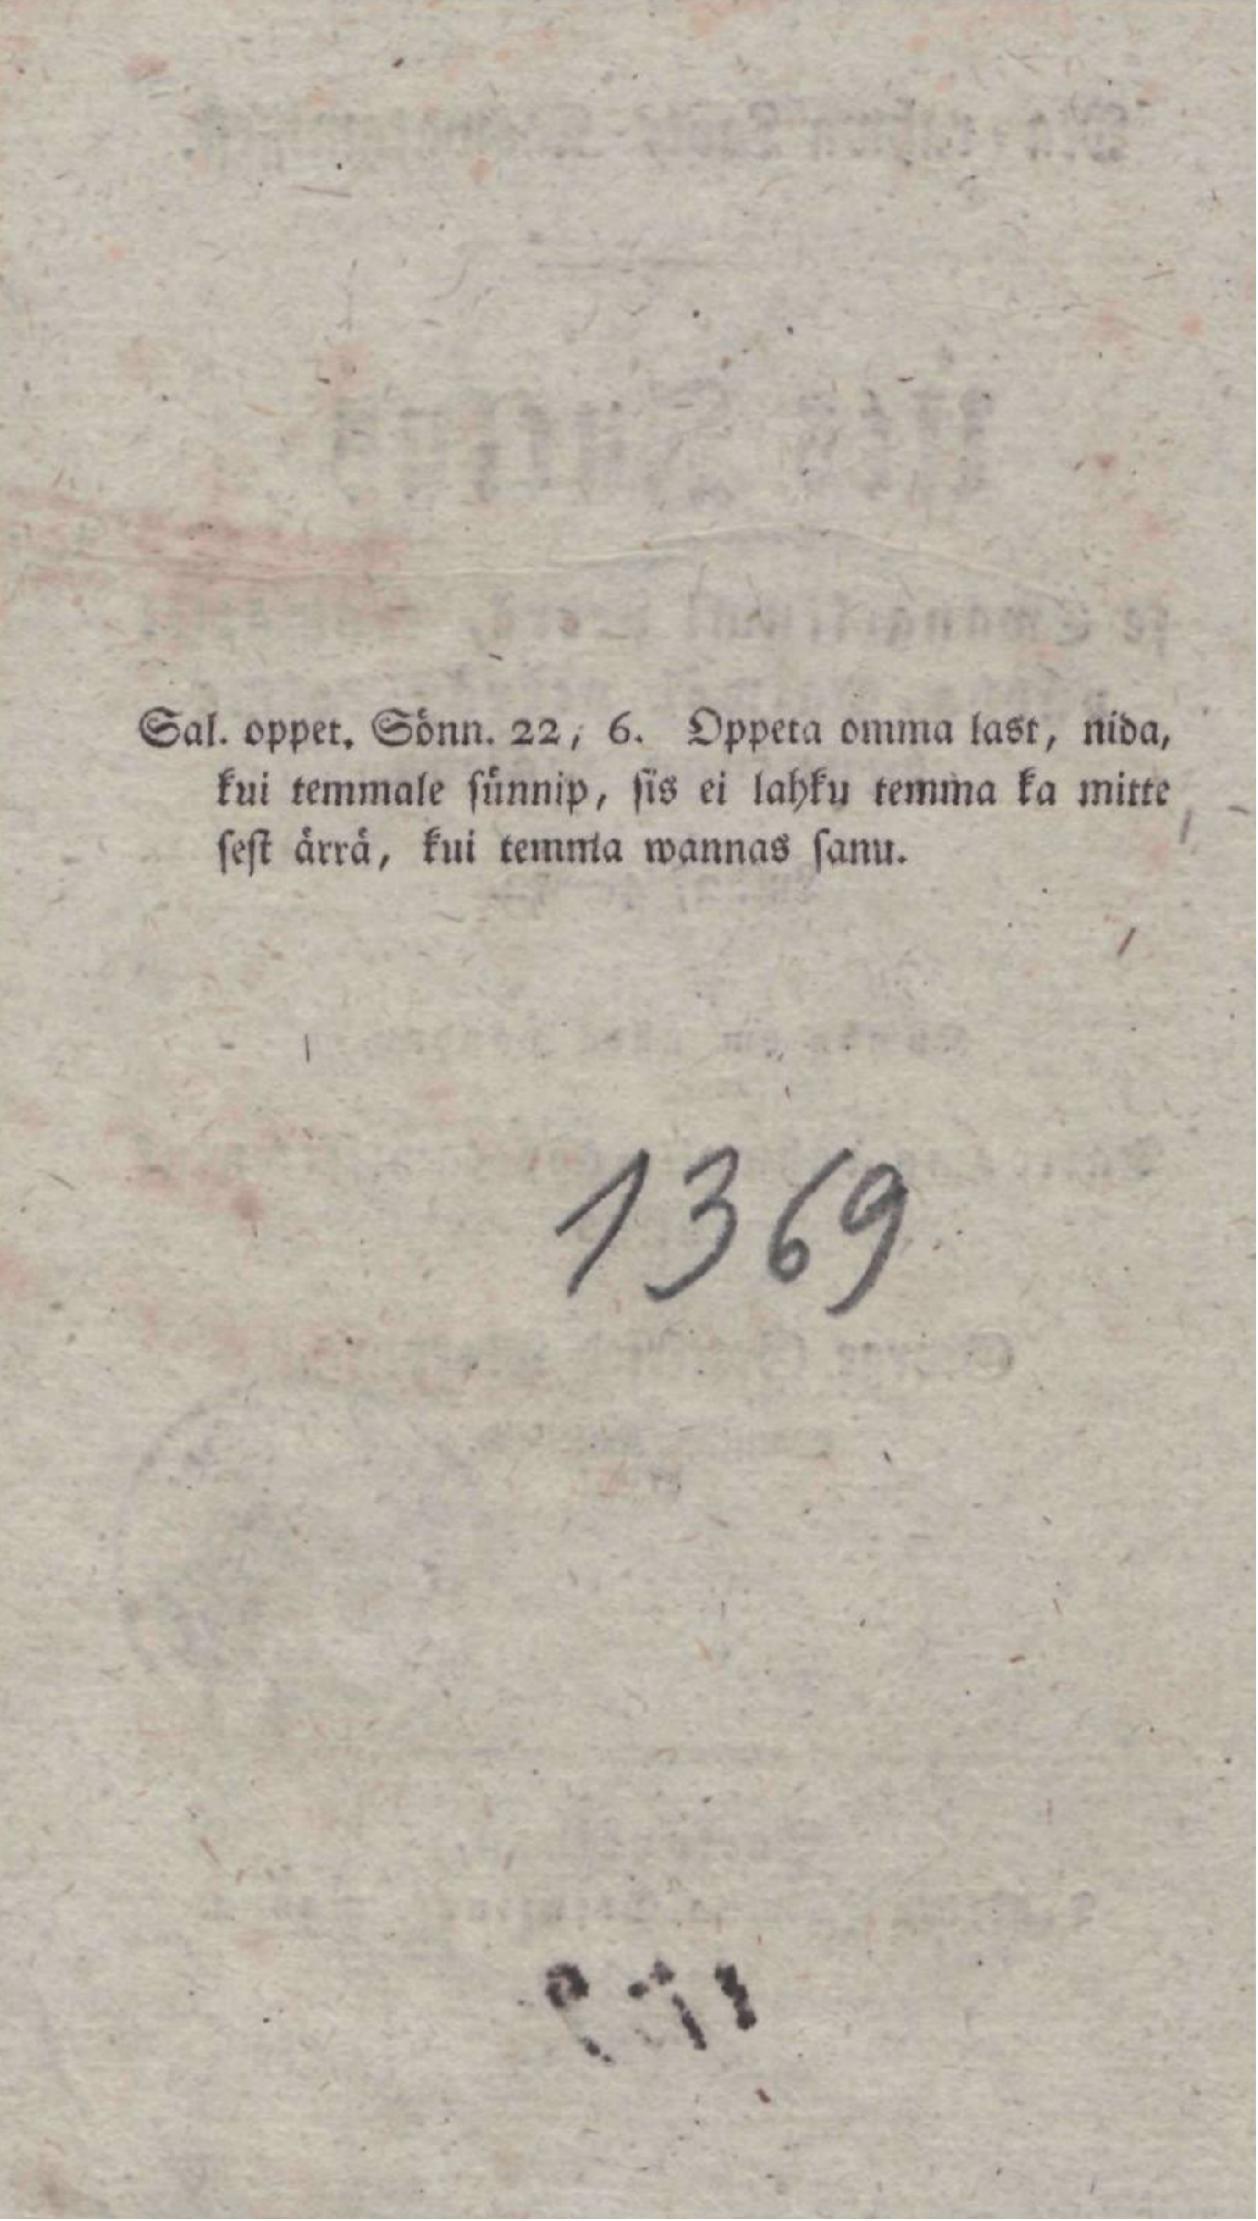 Sal. oppet. Sönn. 22, 6. Oppeta omma last, nida,
kui temmale sünnip, sis ei lahku temma ka mitte
sest ärrä, kui temma wannas sanu.
1369